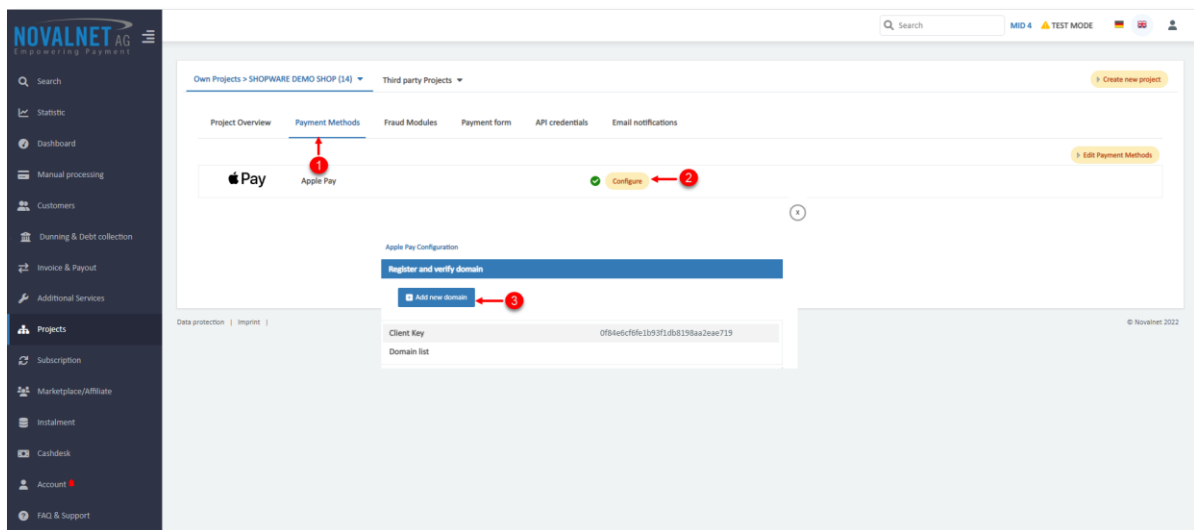 NOVALNET AG
Empowering Payment
Search
MID 4 TEST MODE
Search
Statistic
Dashboard
Manual processing
Customers
Dunning & Debt collection
Invoice & Payout
Additional Services
Projects
Subscription
Marketplace/Affiliate
Instalment
Cashdesk
Account
FAQ & Support
Own Projects > SHOPWARE DEMO SHOP (14) Third party Projects Create new project
Project Overview Payment Methods Fraud Modules Payment form API credentials Email notifications
Edit Payment Methods
1
Pay Apple Pay Configure 2
x
Apple Pay Configuration
Register and verify domain
Add new domain 3
Client Key 0f84e6cf6fe1b93f1db8198aa2eae719
Domain list
Data protection | Imprint | © Novalnet 2022